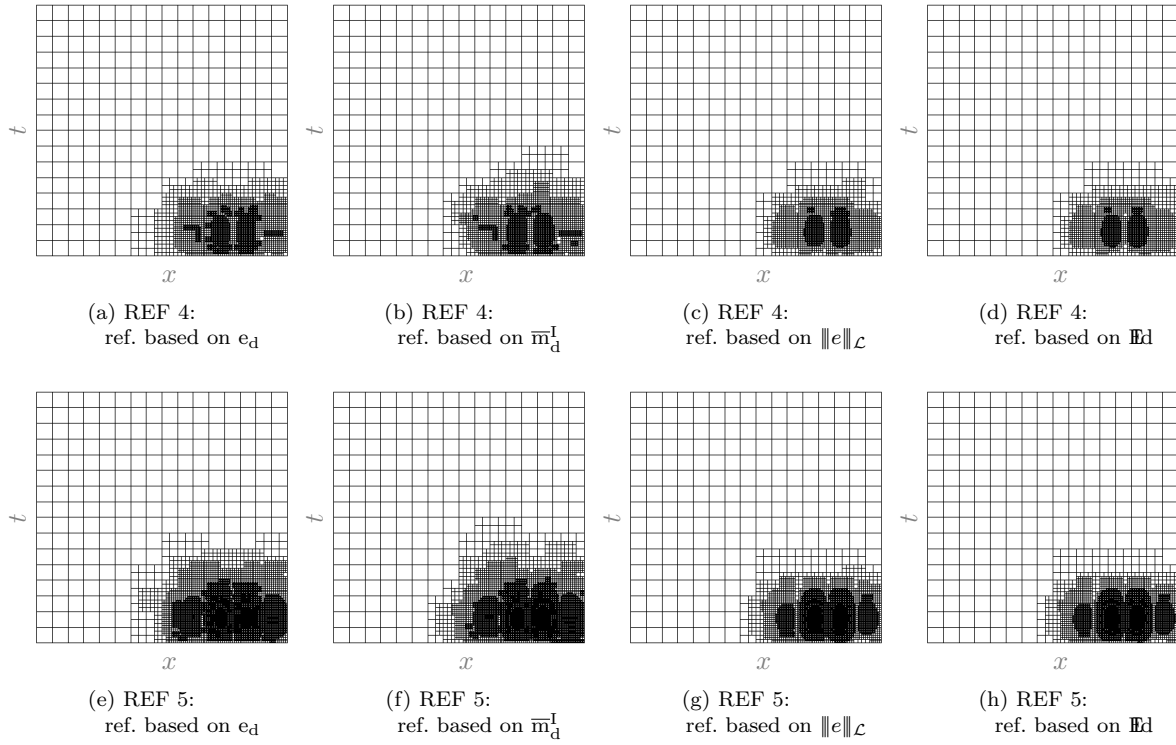 t
t
t
t
x
x
x
x
(a) REF 4:
ref. based on e_d
(b) REF 4:
ref. based on m̅_d^I
(c) REF 4:
ref. based on ⦀e⦀_ℒ
(d) REF 4:
ref. based on
t
t
t
t
x
x
x
x
(e) REF 5:
ref. based on e_d
(f) REF 5:
ref. based on m̅_d^I
(g) REF 5:
ref. based on ⦀e⦀_ℒ
(h) REF 5:
ref. based on